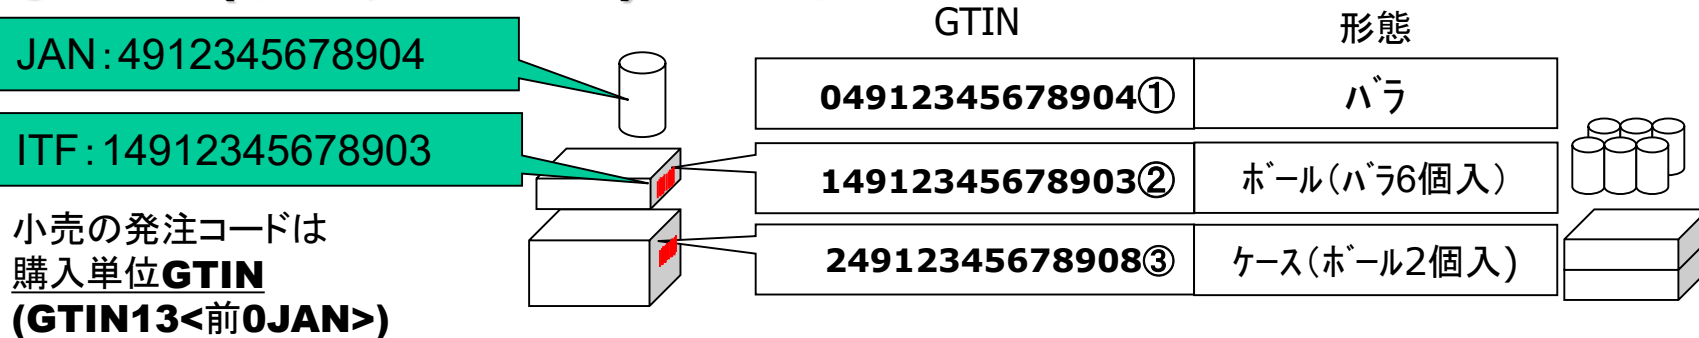 JAN:4912345678904
ITF:14912345678903
小売の発注コードは
購入単位GTIN
(GTIN13<前0JAN>)
GTIN 形態
04912345678904① バラ
14912345678903② ボール(バラ6個入)
24912345678908③ ケース(ボール2個入)